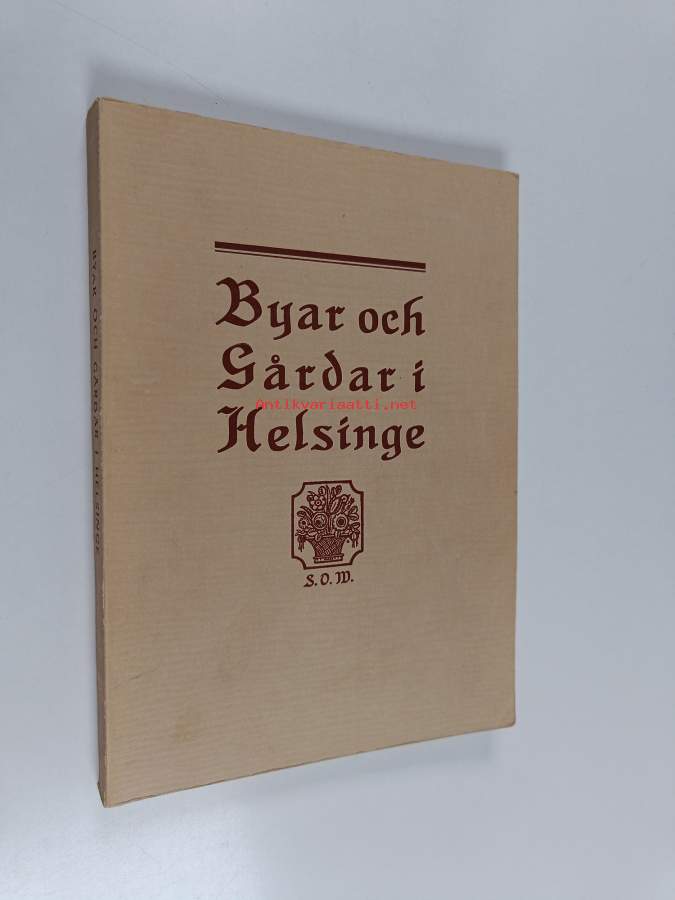 Byar och
Gårdar i
Antikvariaatti.net
Helsinge
S. O. W.
BYAR OCH GÅRDAR I HELSINGE